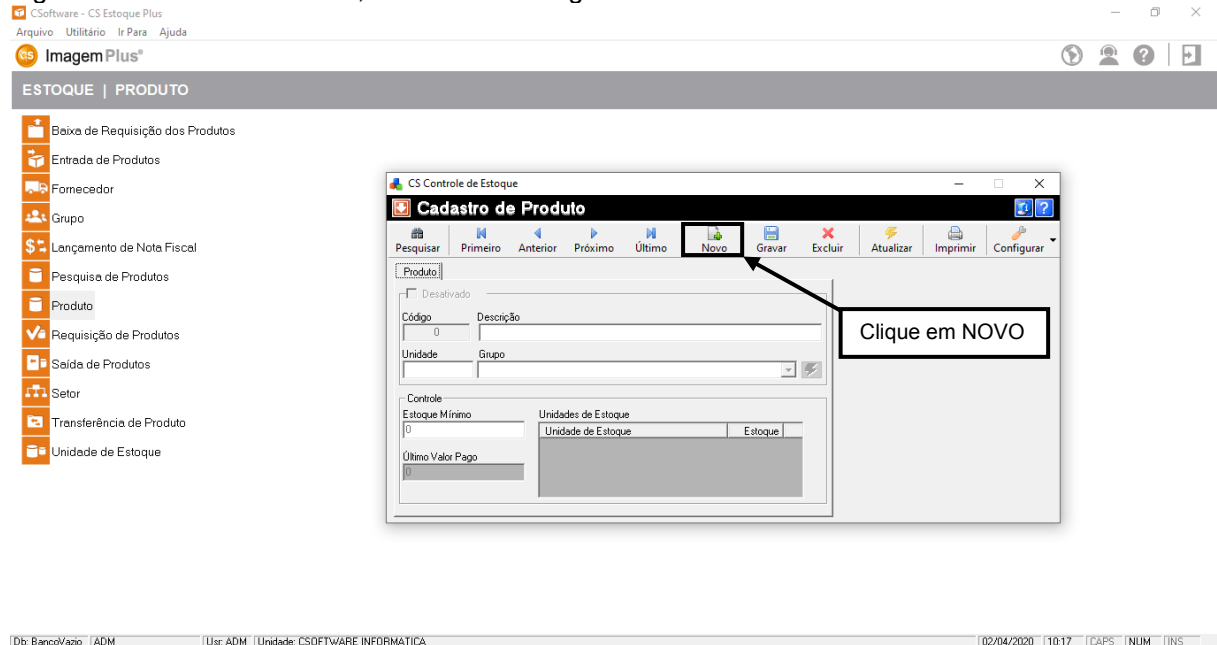 CSoftware - CS Estoque Plus
Arquivo Utilitário Ir Para Ajuda
CS Imagem Plus®
ESTOQUE | PRODUTO
Baixa de Requisição dos Produtos
Entrada de Produtos
Fornecedor
Grupo
Lançamento de Nota Fiscal
Pesquisa de Produtos
Produto
Requisição de Produtos
Saída de Produtos
Setor
Transferência de Produto
Unidade de Estoque
CS Controle de Estoque
Cadastro de Produto
Pesquisar Primeiro Anterior Próximo Último Novo Gravar Excluir Atualizar Imprimir Configurar
Produto
Desativado
Código Descrição
0
Unidade Grupo
Controle
Estoque Mínimo Unidades de Estoque
0 Unidade de Estoque Estoque
Último Valor Pago
0
Clique em NOVO
Db: BancoVazio ADM Usr: ADM Unidade: CSOFTWARE INFORMATICA 02/04/2020 10:17 CAPS NUM INS